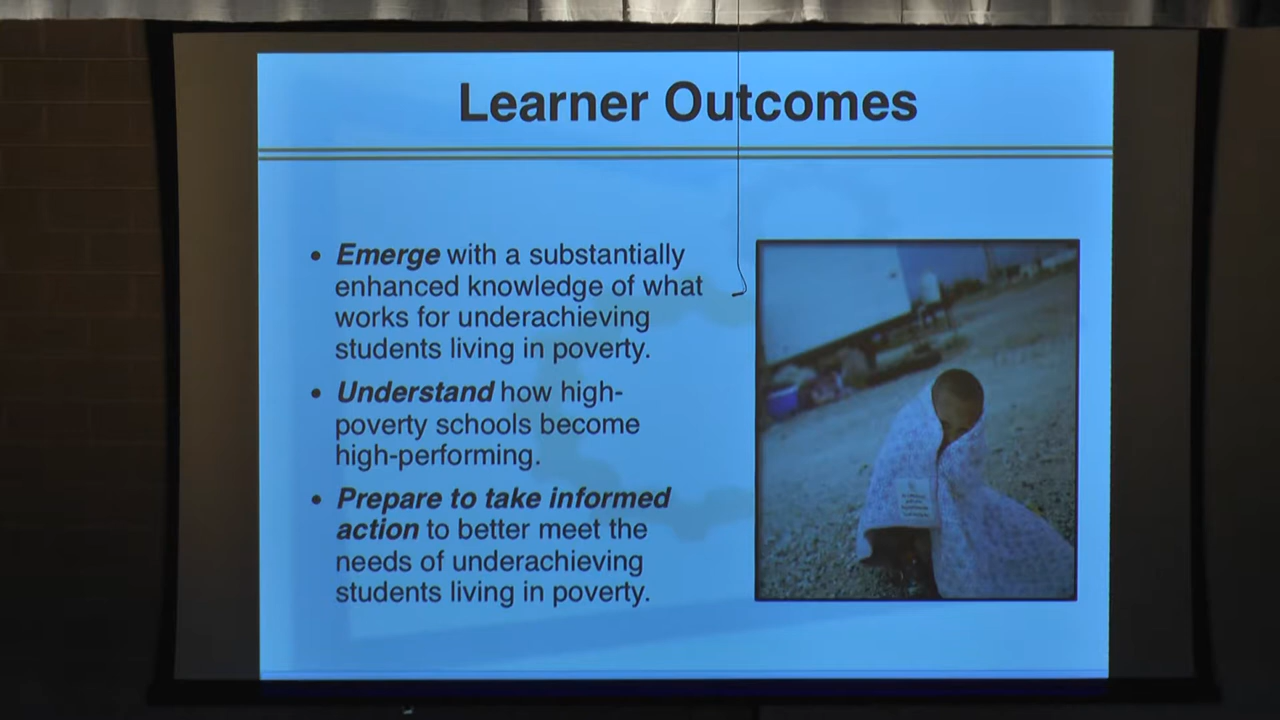 Learner Outcomes
• Emerge with a substantially
enhanced knowledge of what
works for underachieving
students living in poverty.
• Understand how high-
poverty schools become
high-performing.
• Prepare to take informed
action to better meet the
needs of underachieving
students living in poverty.